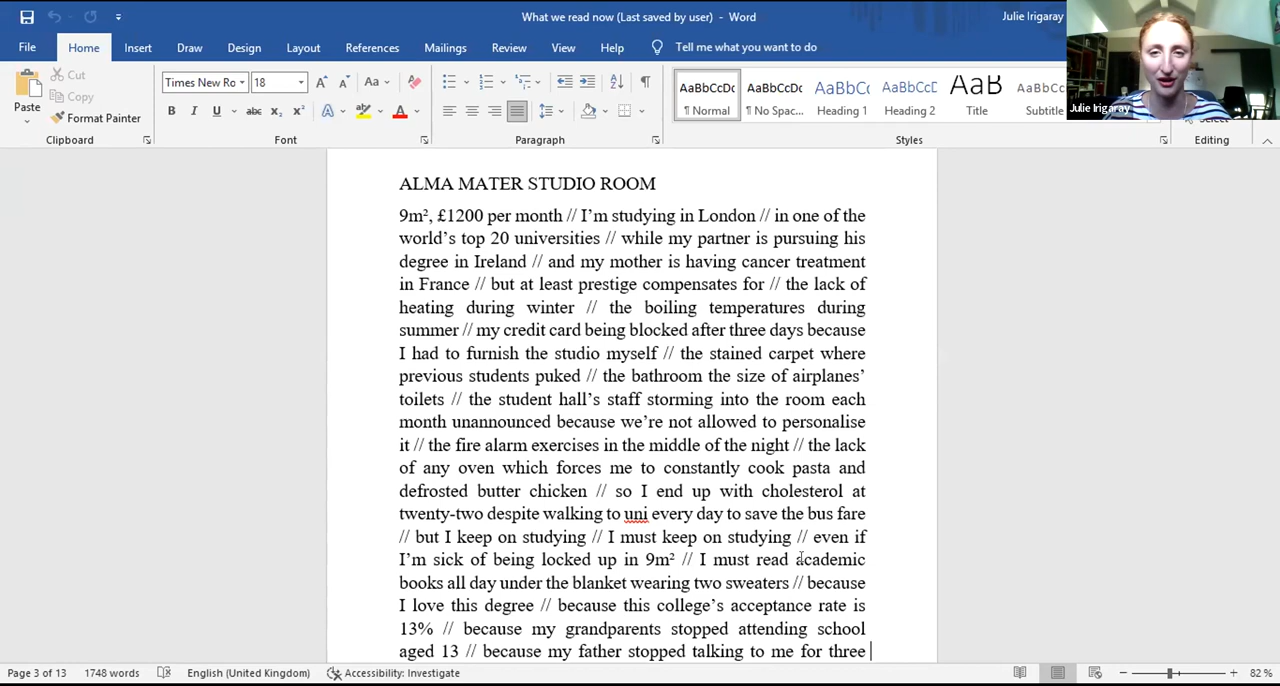 What we read now (Last saved by user) - Word
Julie Irigaray
File Home Insert Draw Design Layout References Mailings Review View Help Tell me what you want to do
Paste
Cut
Copy
Format Painter
Clipboard
Times New Ro
18
Font
Paragraph
AaBbCcDc
¶ Normal
AaBbCcDc
¶ No Spac...
AaBbCc
Heading 1
AaBbCcD
Heading 2
AaB
Title
AaBbCc
Subtitle
Styles
Editing
Julie Irigaray
ALMA MATER STUDIO ROOM
9m², £1200 per month // I’m studying in London // in one of the
world’s top 20 universities // while my partner is pursuing his
degree in Ireland // and my mother is having cancer treatment
in France // but at least prestige compensates for // the lack of
heating during winter // the boiling temperatures during
summer // my credit card being blocked after three days because
I had to furnish the studio myself // the stained carpet where
previous students puked // the bathroom the size of airplanes’
toilets // the student hall’s staff storming into the room each
month unannounced because we’re not allowed to personalise
it // the fire alarm exercises in the middle of the night // the lack
of any oven which forces me to constantly cook pasta and
defrosted butter chicken // so I end up with cholesterol at
twenty-two despite walking to uni every day to save the bus fare
// but I keep on studying // I must keep on studying // even if
I’m sick of being locked up in 9m² // I must read academic
books all day under the blanket wearing two sweaters // because
I love this degree // because this college’s acceptance rate is
13% // because my grandparents stopped attending school
aged 13 // because my father stopped talking to me for three
Page 3 of 13 1748 words English (United Kingdom) Accessibility: Investigate 82 %